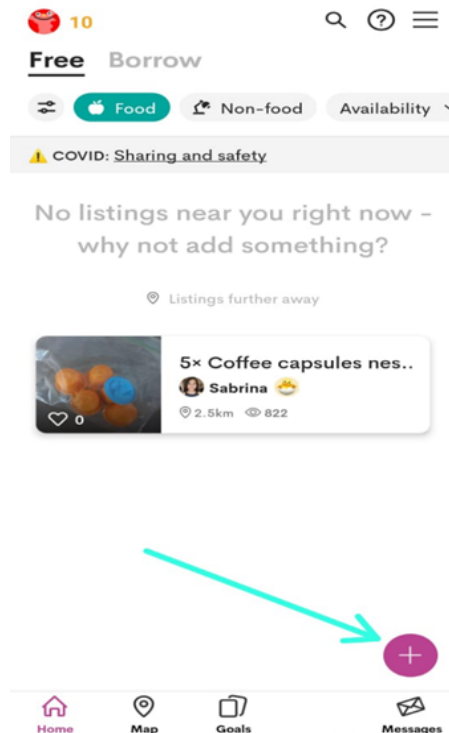 10
Free Borrow
Food Non-food Availability
COVID: Sharing and safety
No listings near you right now -
why not add something?
Listings further away
5× Coffee capsules nes..
Sabrina
2.5km 822
0
Home Map Goals Messages